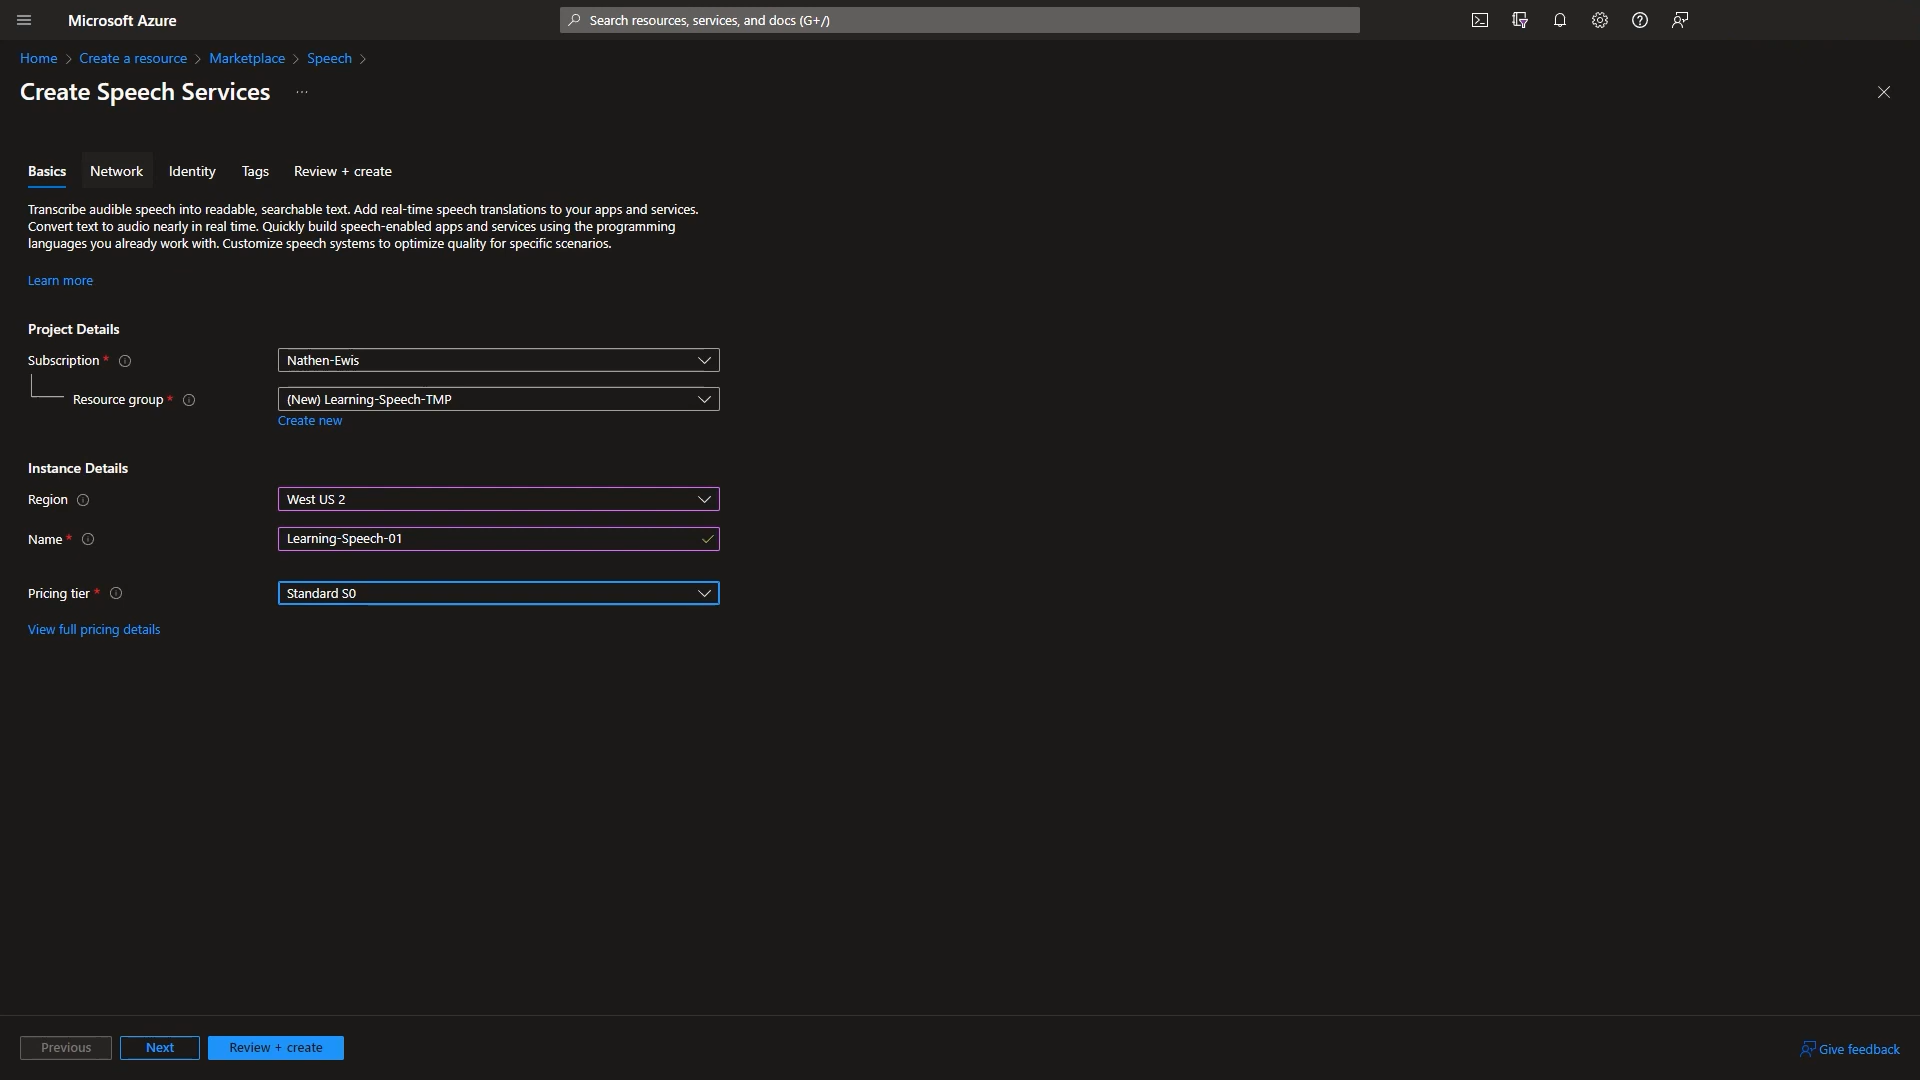 Microsoft Azure
Search resources, services, and docs (G+/)
Home > Create a resource > Marketplace > Speech >
Create Speech Services ...
Basics Network Identity Tags Review + create
Transcribe audible speech into readable, searchable text. Add real-time speech translations to your apps and services.
Convert text to audio nearly in real time. Quickly build speech-enabled apps and services using the programming
languages you already work with. Customize speech systems to optimize quality for specific scenarios.
Learn more
Project Details
Subscription * Nathen-Ewis
Resource group * (New) Learning-Speech-TMP
Create new
Instance Details
Region West US 2
Name * Learning-Speech-01
Pricing tier * Standard S0
View full pricing details
Previous Next Review + create Give feedback